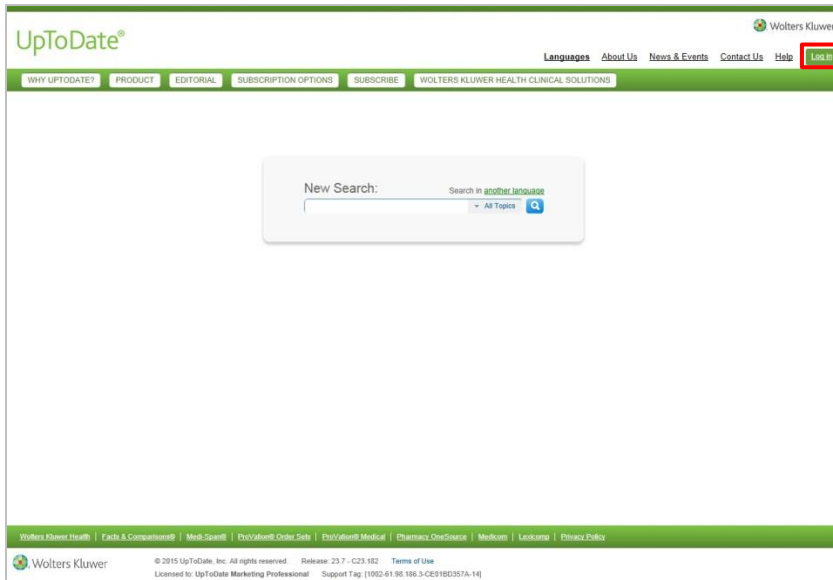 Wolters Kluwer
UpToDate®
Languages About Us News & Events Contact Us Help Log in
WHY UPTODATE? PRODUCT EDITORIAL SUBSCRIPTION OPTIONS SUBSCRIBE WOLTERS KLUWER HEALTH CLINICAL SOLUTIONS
New Search: Search in another language
All Topics
Wolters Kluwer Health | Facts & Comparisons® | Medi-Span® | ProVation® Order Sets | ProVation® Medical | Pharmacy OneSource | Medicom | Lexicomp | Privacy Policy
Wolters Kluwer © 2015 UpToDate, Inc. All rights reserved Release: 23.7 - C23.182 Terms of Use
Licensed to: UpToDate Marketing Professional Support Tag: [1002-61.98.186.3-CE01BD357A-14]